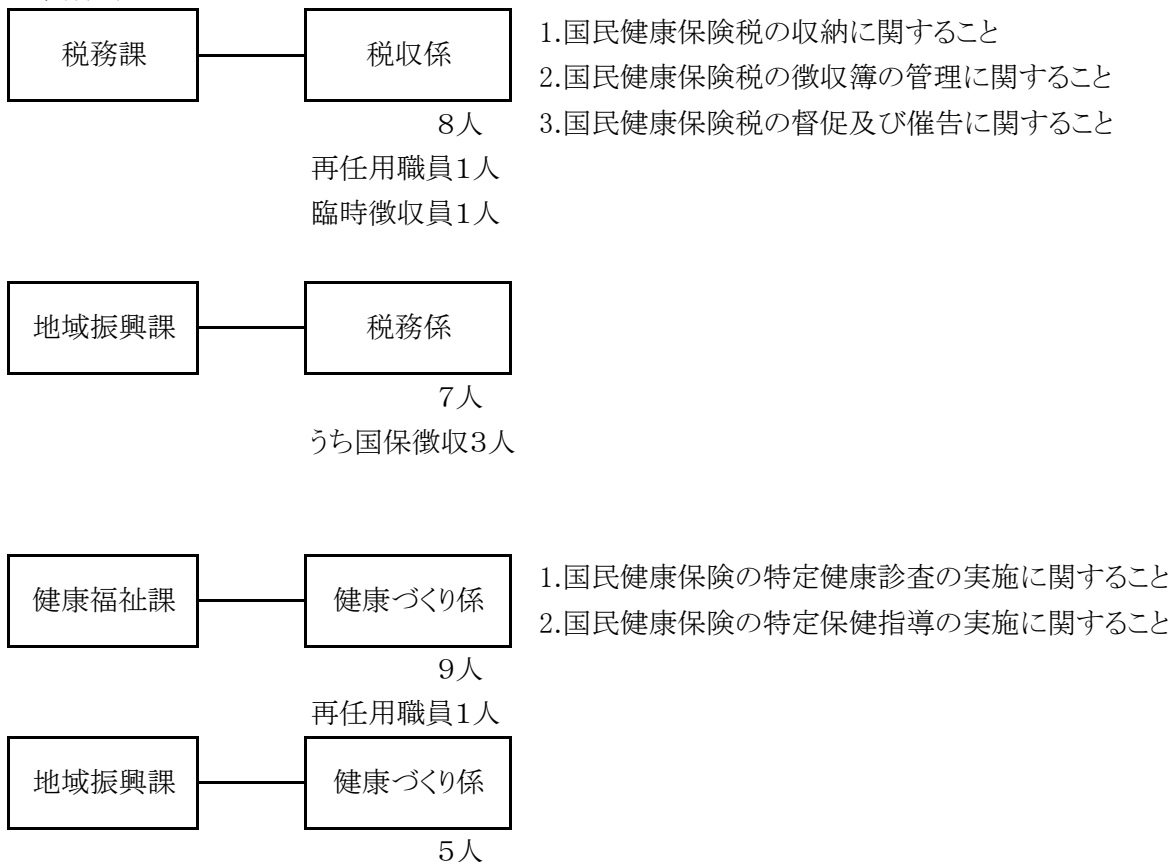 税務課
税収係
1.国民健康保険税の収納に関すること
2.国民健康保険税の徴収簿の管理に関すること
3.国民健康保険税の督促及び催告に関すること
8人
再任用職員1人
臨時徴収員1人
地域振興課
税務係
7人
うち国保徴収3人
健康福祉課
健康づくり係
1.国民健康保険の特定健康診査の実施に関すること
2.国民健康保険の特定保健指導の実施に関すること
9人
再任用職員1人
地域振興課
健康づくり係
5人